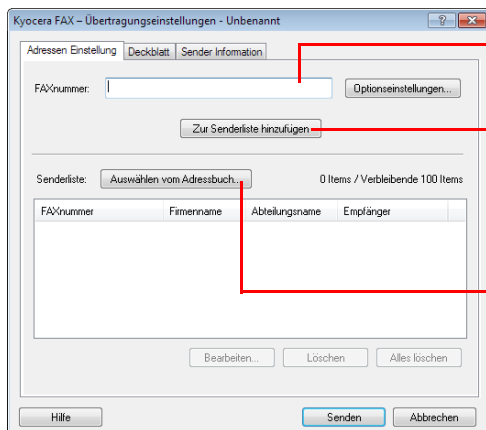 Kyocera FAX – Übertragungseinstellungen - Unbenannt
Adressen Einstellung Deckblatt Sender Information
FAXnummer: Optionseinstellungen...
Zur Senderliste hinzufügen
Senderliste: Auswählen vom Adressbuch... 0 Items / Verbleibende 100 Items
FAXnummer Firmenname Abteilungsname Empfänger
Bearbeiten... Löschen Alles löschen
Hilfe Senden Abbrechen